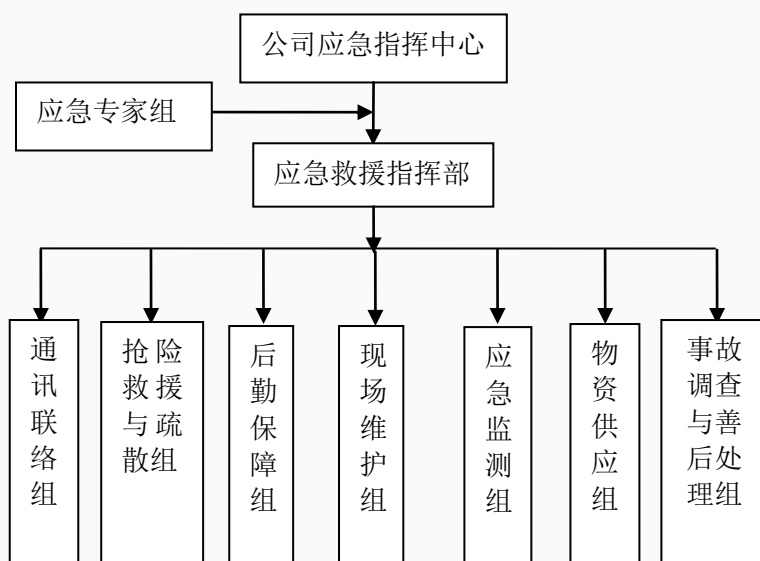 公司应急指挥中心
应急专家组
应急救援指挥部
通讯联络组
抢险
救援
与疏
散组
后勤保障组
现场维护组
应急监测组
物资供应组
事故
调查
与善
后处
理组